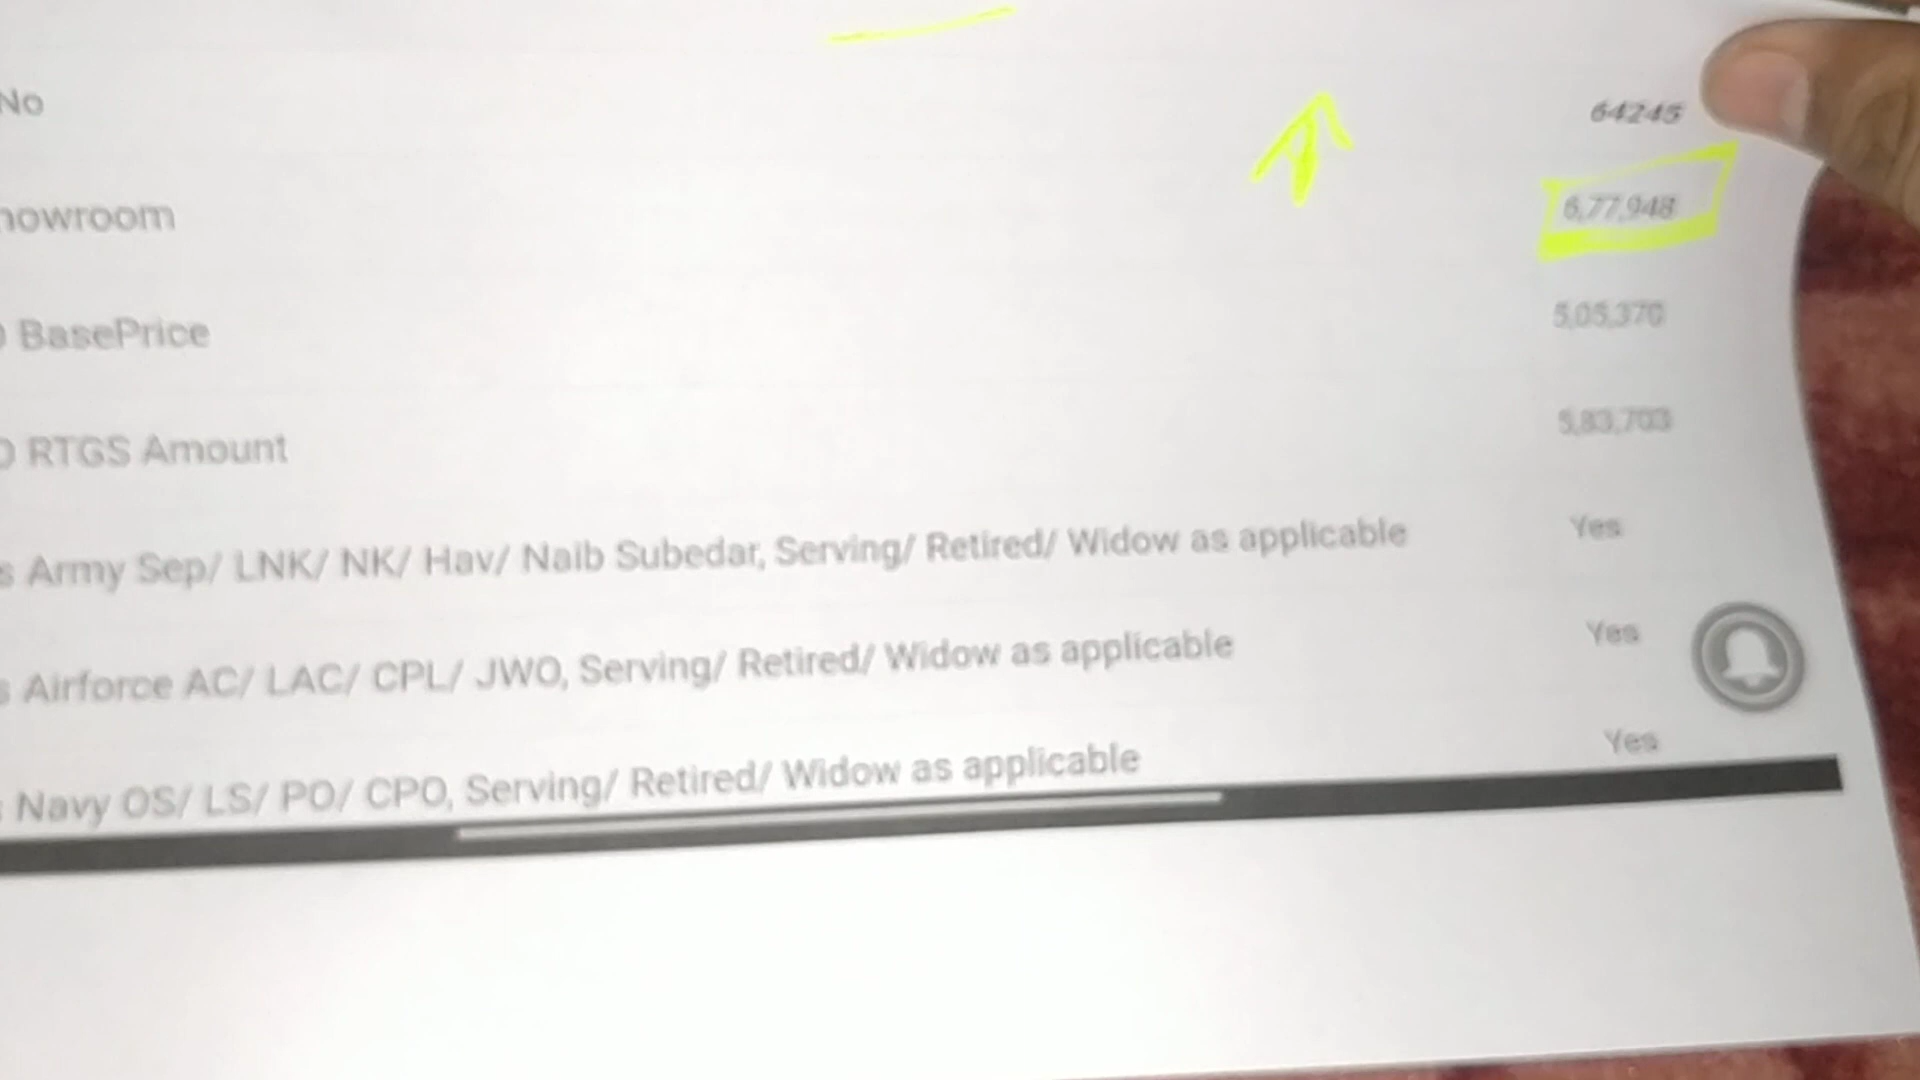 No 64245
howroom 6,77,948
BasePrice 5,05,370
RTGS Amount 5,83,703
s Army Sep/ LNK/ NK/ Hav/ Naib Subedar, Serving/ Retired/ Widow as applicable Yes
s Airforce AC/ LAC/ CPL/ JWO, Serving/ Retired/ Widow as applicable Yes
Navy OS/ LS/ PO/ CPO, Serving/ Retired/ Widow as applicable Yes